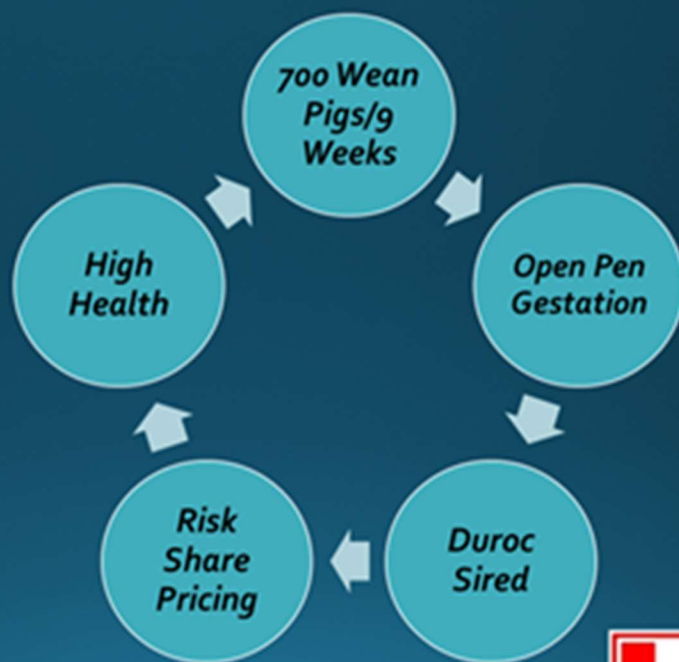 700 Wean
Pigs/9
Weeks
Open Pen
Gestation
Duroc
Sired
Risk
Share
Pricing
High
Health